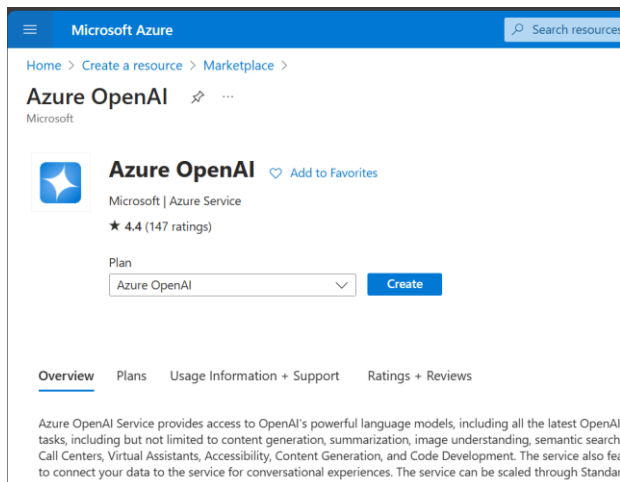 Microsoft Azure
Search resources
Home > Create a resource > Marketplace >
Azure OpenAI ...
Microsoft
Azure OpenAI Add to Favorites
Microsoft | Azure Service
★ 4.4 (147 ratings)
Plan
Azure OpenAI
Create
Overview Plans Usage Information + Support Ratings + Reviews
Azure OpenAI Service provides access to OpenAI's powerful language models, including all the latest OpenAI
tasks, including but not limited to content generation, summarization, image understanding, semantic search
Call Centers, Virtual Assistants, Accessibility, Content Generation, and Code Development. The service also fea
to connect your data to the service for conversational experiences. The service can be scaled through Standar